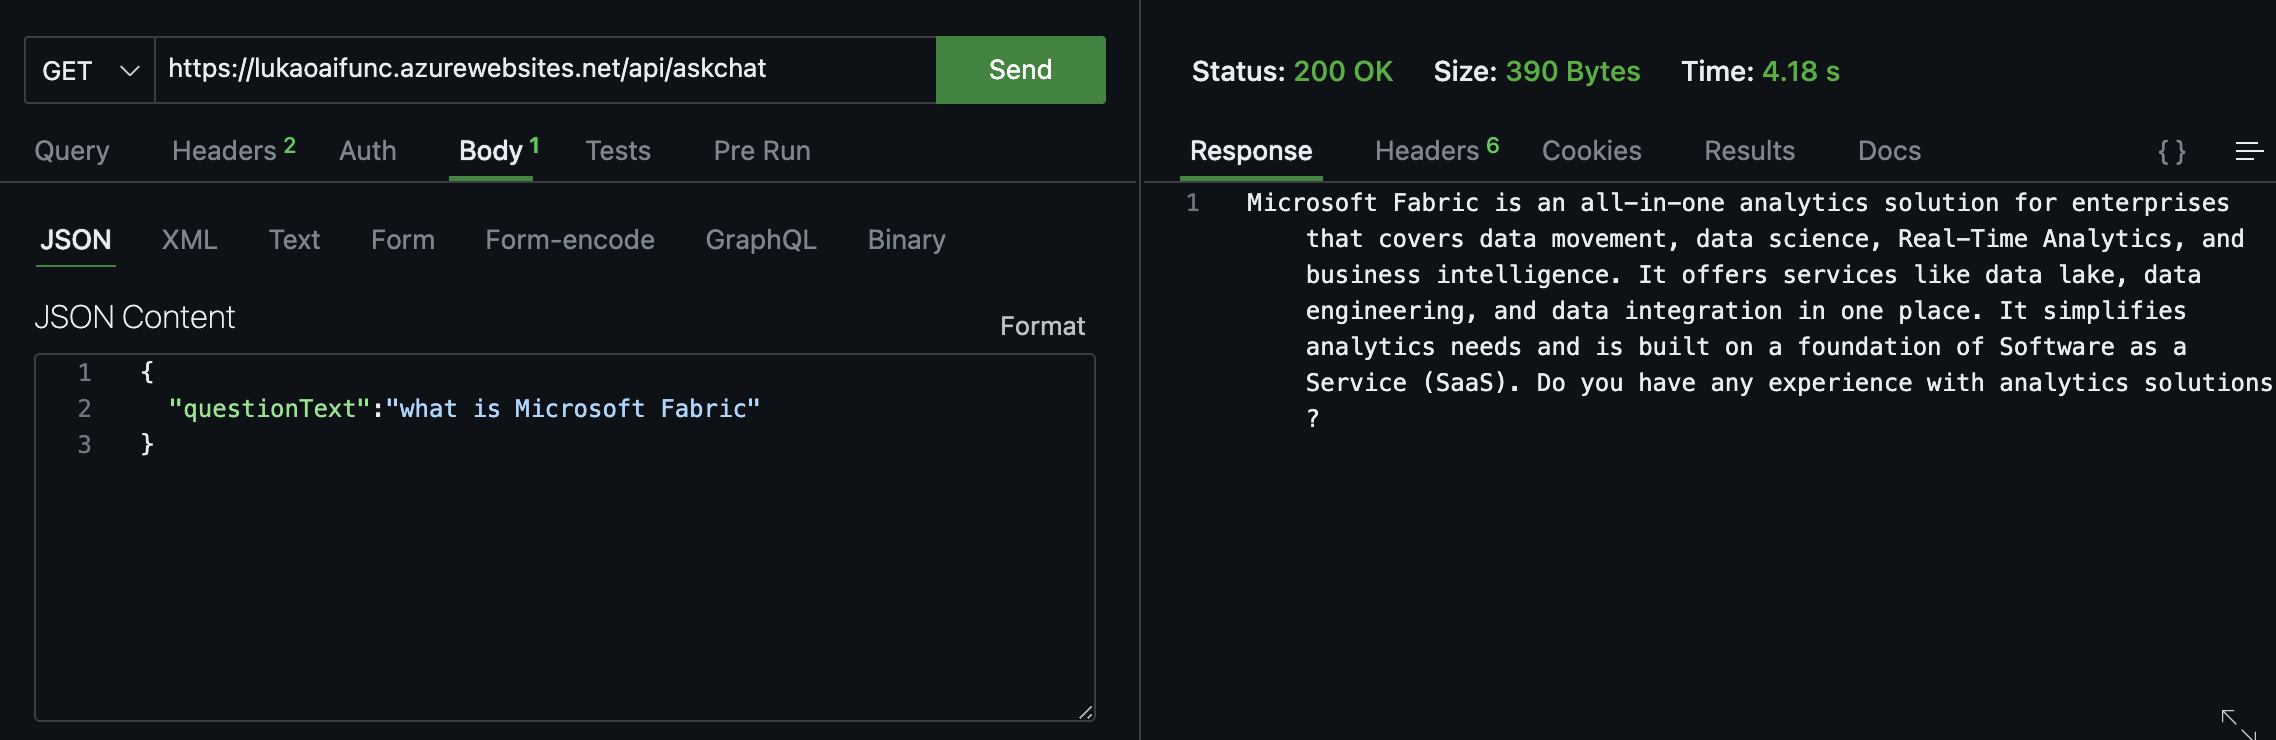 GET https://lukaoaifunc.azurewebsites.net/api/askchat Send
Query Headers 2 Auth Body 1 Tests Pre Run
JSON XML Text Form Form-encode GraphQL Binary
JSON Content
Format
1 {
2 "questionText":"what is Microsoft Fabric"
3 }
Status: 200 OK Size: 390 Bytes Time: 4.18 s
Response Headers 6 Cookies Results Docs { }
1 Microsoft Fabric is an all-in-one analytics solution for enterprises
that covers data movement, data science, Real-Time Analytics, and
business intelligence. It offers services like data lake, data
engineering, and data integration in one place. It simplifies
analytics needs and is built on a foundation of Software as a
Service (SaaS). Do you have any experience with analytics solutions
?